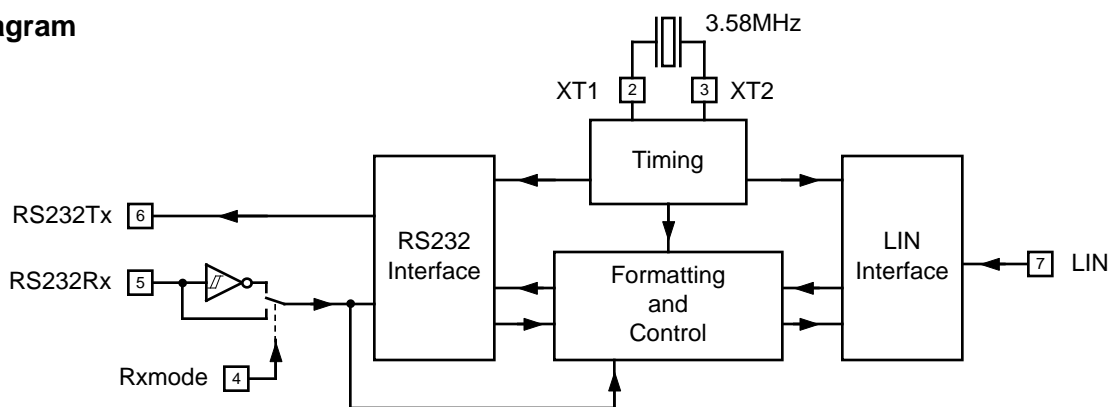 agram
3.58MHz
XT1 2 3 XT2
Timing
RS232Tx 6
RS232
Interface
LIN
Interface
7 LIN
RS232Rx 5
Formatting
and
Control
Rxmode 4